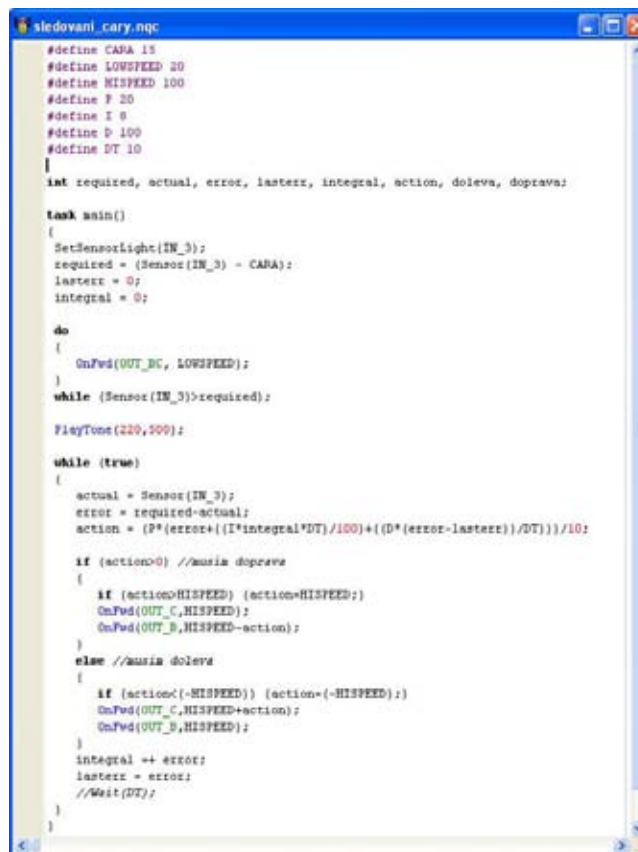 sledovani_cary.nqc
#define CARA 15
#define LOWSPEED 20
#define HISPEED 100
#define P 20
#define I 8
#define D 100
#define DT 10
int required, actual, error, lasterr, integral, action, doleva, doprava;
task main()
{
SetSensorLight(IN_3);
required = (Sensor(IN_3) - CARA);
lasterr = 0;
integral = 0;
do
{
OnFwd(OUT_BC, LOWSPEED);
}
while (Sensor(IN_3)>required);
PlayTone(220,500);
while (true)
{
actual = Sensor(IN_3);
error = required-actual;
action = (P*(error+((I*integral*DT)/100)+((D*(error-lasterr))/DT)))/10;
if (action>0) //musim doprava
{
if (action>HISPEED) {action=HISPEED;}
OnFwd(OUT_C,HISPEED);
OnFwd(OUT_B,HISPEED-action);
}
else //musim doleva
{
if (action<(-HISPEED)) {action=(-HISPEED);}
OnFwd(OUT_C,HISPEED+action);
OnFwd(OUT_B,HISPEED);
}
integral =+ error;
lasterr = error;
//Wait(DT);
}
}